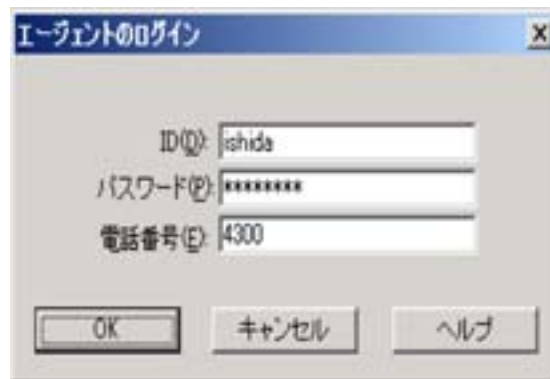 エージェントのログイン
ID(D): ishida
パスワード(P): ********
電話番号(E): 4300
OK キャンセル ヘルプ